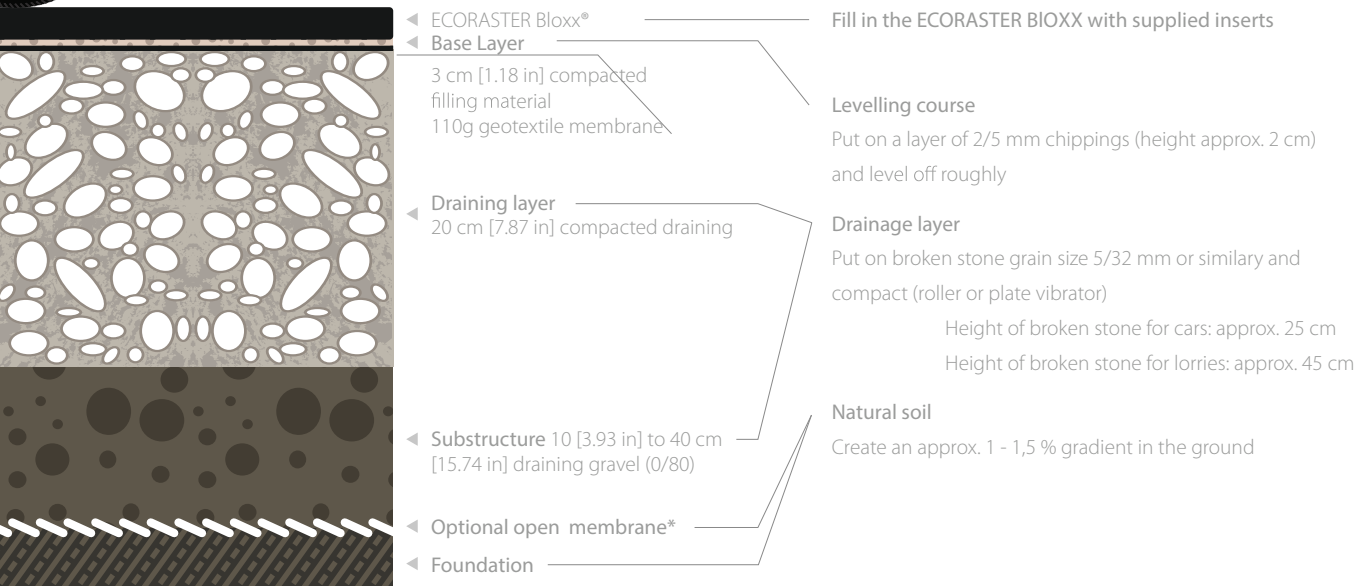 ECORASTER Bloxx®
Base Layer
3 cm [1.18 in] compacted
filling material
110g geotextile membrane
Draining layer
20 cm [7.87 in] compacted draining
Substructure 10 [3.93 in] to 40 cm
[15.74 in] draining gravel (0/80)
Optional open membrane*
Foundation
Fill in the ECORASTER BlOXX with supplied inserts
Levelling course
Put on a layer of 2/5 mm chippings (height approx. 2 cm)
and level off roughly
Drainage layer
Put on broken stone grain size 5/32 mm or similary and
compact (roller or plate vibrator)
Height of broken stone for cars: approx. 25 cm
Height of broken stone for lorries: approx. 45 cm
Natural soil
Create an approx. 1 - 1,5 % gradient in the ground